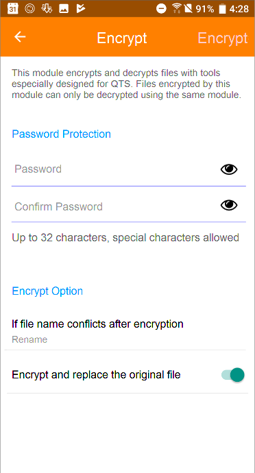 31 91% 4:28
Encrypt Encrypt
This module encrypts and decrypts files with tools
especially designed for QTS. Files encrypted by this
module can only be decrypted using the same module.
Password Protection
Password
Confirm Password
Up to 32 characters, special characters allowed
Encrypt Option
If file name conflicts after encryption
Rename
Encrypt and replace the original file